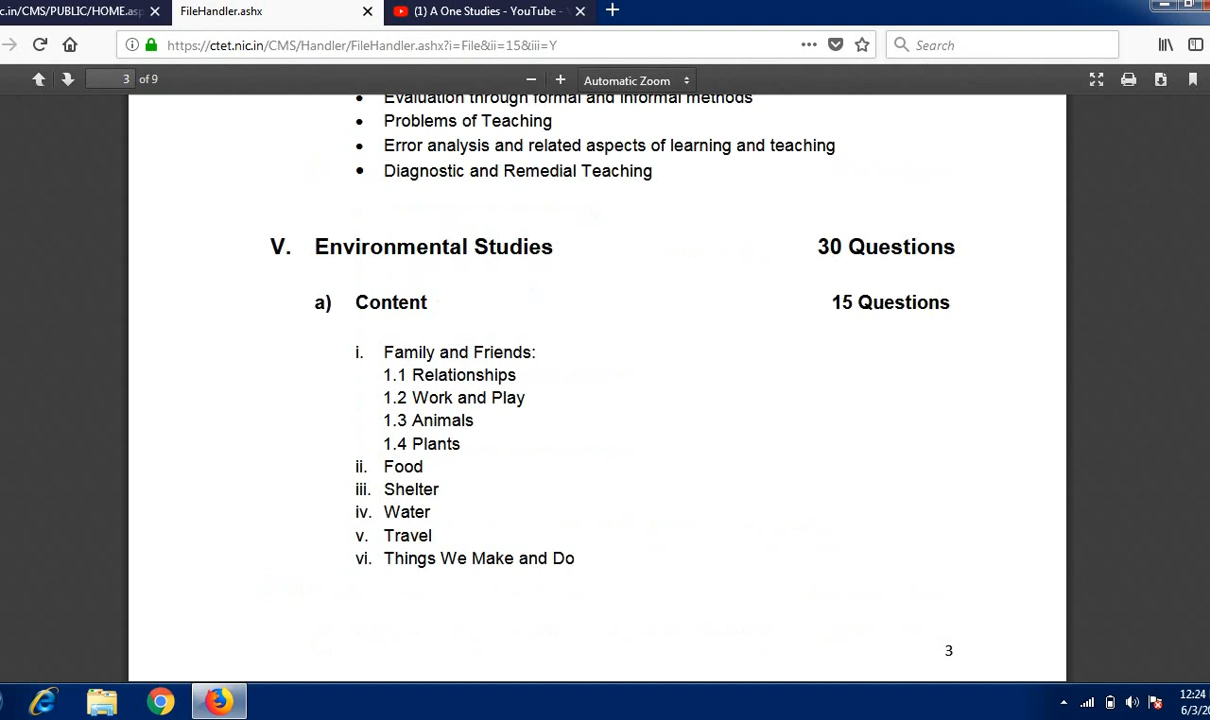 c.in/CMS/PUBLIC/HOME.asp
FileHandler.ashx
(1) A One Studies - YouTube -
https://ctet.nic.in/CMS/Handler/FileHandler.ashx?i=File&ii=15&iii=Y
Search
3 of 9
Automatic Zoom
• Evaluation through formal and informal methods
• Problems of Teaching
• Error analysis and related aspects of learning and teaching
• Diagnostic and Remedial Teaching
V. Environmental Studies 30 Questions
a) Content 15 Questions
i. Family and Friends:
1.1 Relationships
1.2 Work and Play
1.3 Animals
1.4 Plants
ii. Food
iii. Shelter
iv. Water
v. Travel
vi. Things We Make and Do
3
12:24
6/3/20